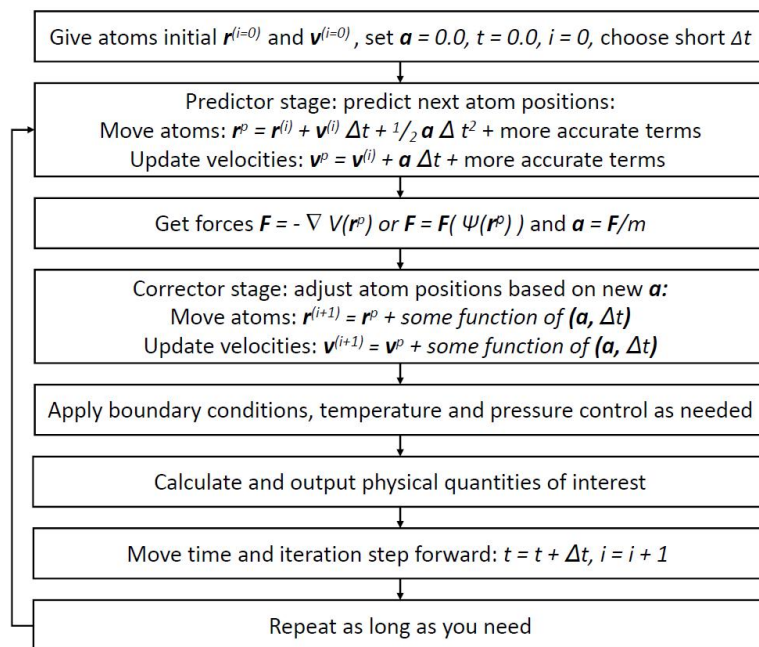 Give atoms initial r⁽ⁱ⁼⁰⁾ and v⁽ⁱ⁼⁰⁾ , set a = 0.0, t = 0.0, i = 0, choose short Δt
Predictor stage: predict next atom positions:
Move atoms: rᵖ = r⁽ⁱ⁾ + v⁽ⁱ⁾ Δt + ¹/₂ a Δ t² + more accurate terms
Update velocities: vᵖ = v⁽ⁱ⁾ + a Δt + more accurate terms
Get forces F = - ∇ V(rᵖ) or F = F( Ψ(rᵖ) ) and a = F/m
Corrector stage: adjust atom positions based on new a:
Move atoms: r⁽ⁱ⁺¹⁾ = rᵖ + some function of (a, Δt)
Update velocities: v⁽ⁱ⁺¹⁾ = vᵖ + some function of (a, Δt)
Apply boundary conditions, temperature and pressure control as needed
Calculate and output physical quantities of interest
Move time and iteration step forward: t = t + Δt, i = i + 1
Repeat as long as you need